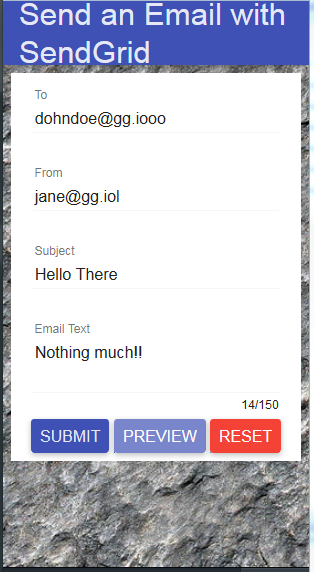 Send an Email with
SendGrid
To
dohndoe@gg.iooo
From
jane@gg.iol
Subject
Hello There
Email Text
Nothing much!!
14/150
SUBMIT PREVIEW RESET